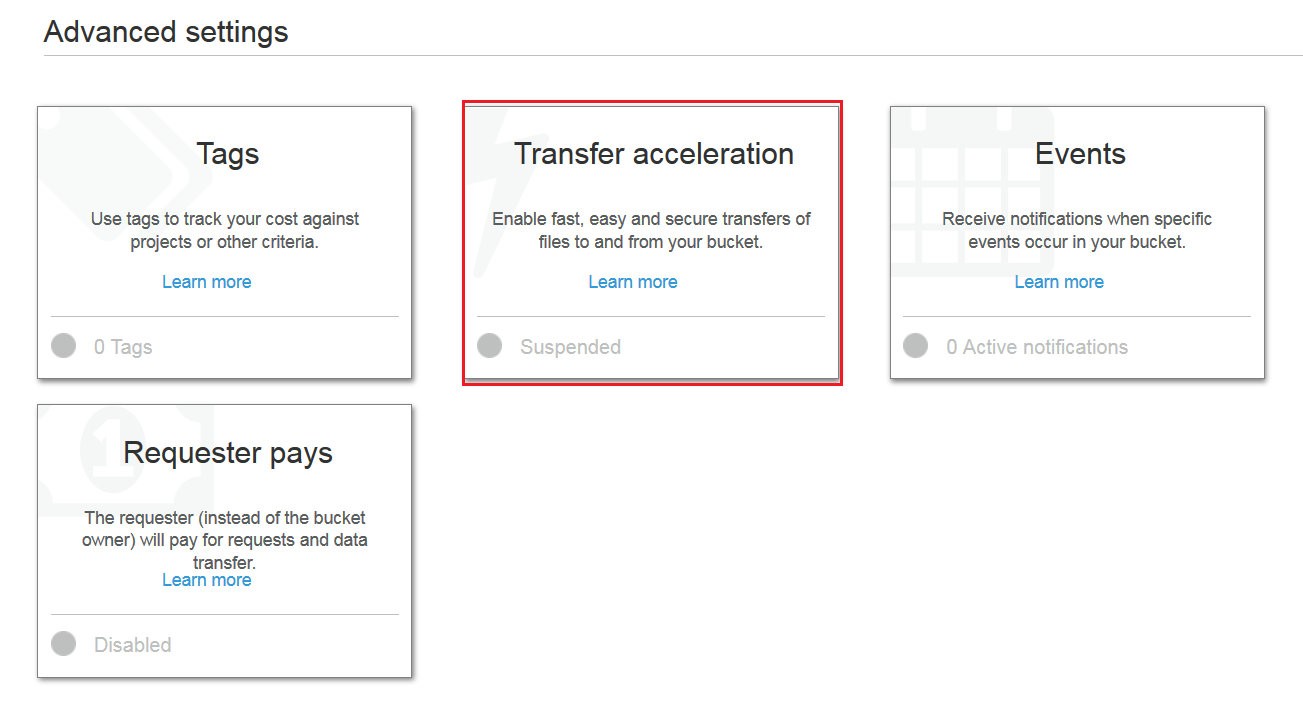 Advanced settings
Tags
Use tags to track your cost against
projects or other criteria.
Learn more
0 Tags
Transfer acceleration
Enable fast, easy and secure transfers of
files to and from your bucket.
Learn more
Suspended
Events
Receive notifications when specific
events occur in your bucket.
Learn more
0 Active notifications
1
Requester pays
The requester (instead of the bucket
owner) will pay for requests and data
transfer.
Learn more
Disabled